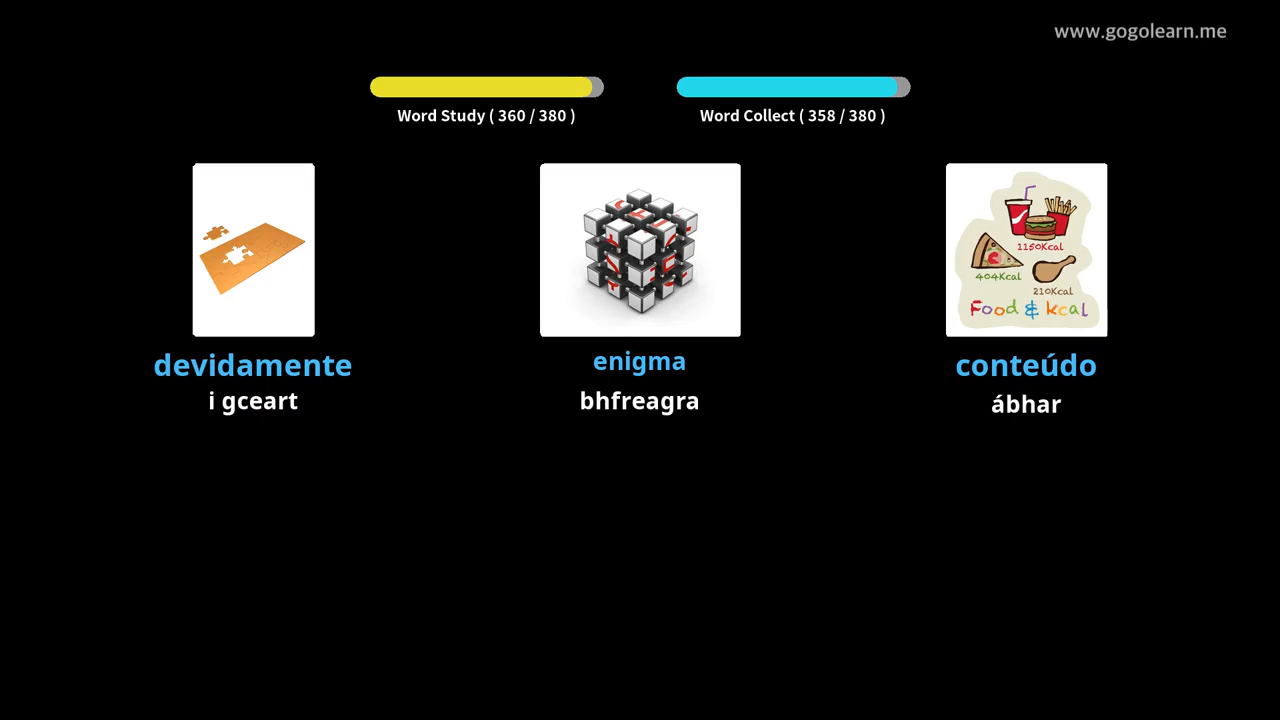 www.gogolearn.me
Word Study ( 360 / 380 )
Word Collect ( 358 / 380 )
1150Kcal
404Kcal
210Kcal
Food & kcal
devidamente
enigma
conteúdo
i gceart
bhfreagra
ábhar